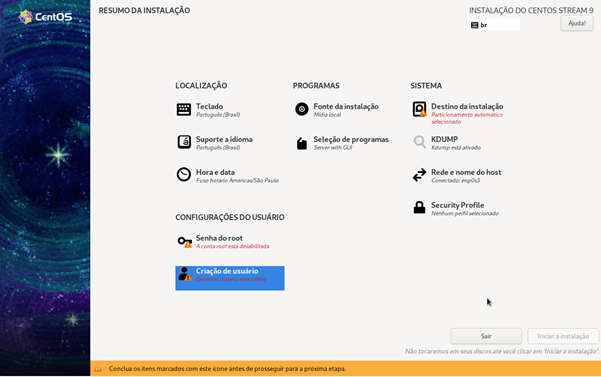 CentOS
RESUMO DA INSTALAÇÃO
INSTALAÇÃO DO CENTOS STREAM 9
br
Ajuda!
LOCALIZAÇÃO
Teclado
Português (Brasil)
Suporte a idioma
Português (Brasil)
Hora e data
Fuso horário Américas/São Paulo
PROGRAMAS
Fonte da instalação
Mídia local
Seleção de programas
Server with GUI
SISTEMA
Destino da instalação
Particionamento automático
selecionado
KDUMP
Kdump está ativado
Rede e nome do host
Conectado: enp0s3
Security Profile
Nenhum perfil selecionado
CONFIGURAÇÕES DO USUÁRIO
Senha do root
A conta root está desabilitada
Criação de usuário
Nenhum usuário será criado
Sair
Iniciar a instalação
Não tocaremos em seus discos até você clicar em 'Iniciar a instalação'.
Conclua os itens marcados com este ícone antes de prosseguir para a próxima etapa.